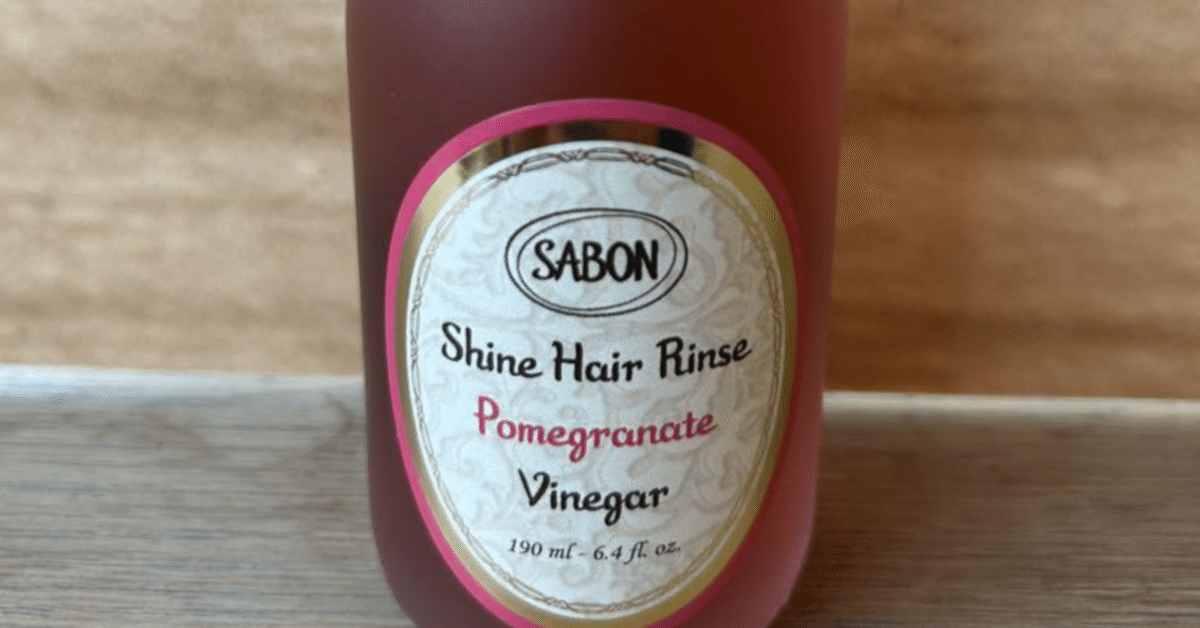 SABON
Shine Hair Rinse
Pomegranate
Vinegar
190 ml - 6.4 fl. oz.